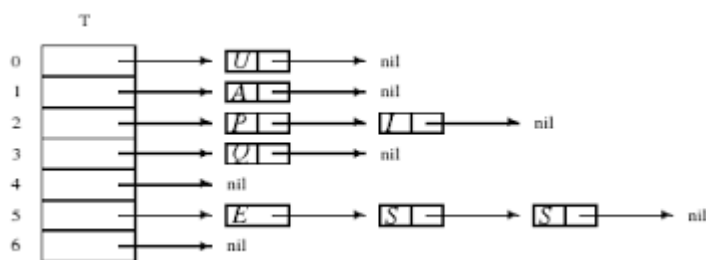 T
0 U nil
1 A nil
2 P I nil
3 Q nil
4 nil
5 E S S nil
6 nil